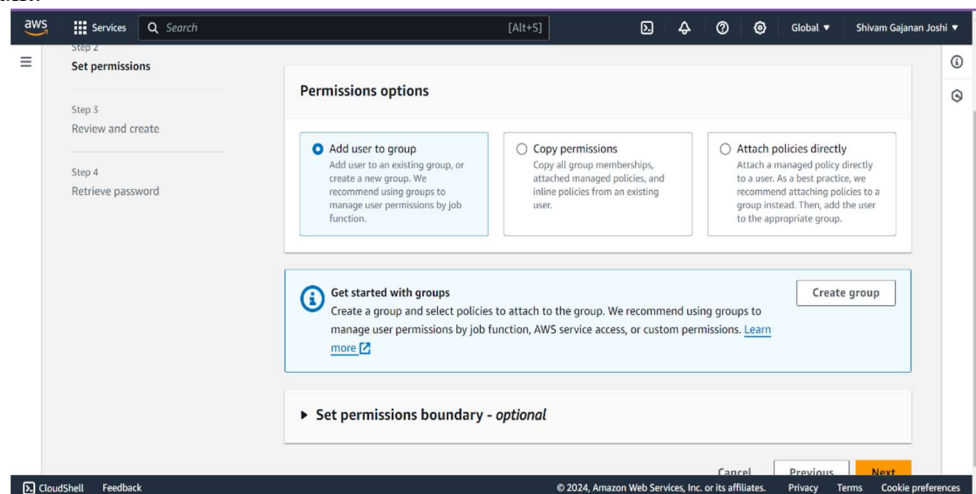 aws
Services
Search
[Alt+S]
Global
Shivam Gajanan Joshi
Step 2
Set permissions
Step 3
Review and create
Step 4
Retrieve password
Permissions options
Add user to group
Add user to an existing group, or
create a new group. We
recommend using groups to
manage user permissions by job
function.
Copy permissions
Copy all group memberships,
attached managed policies, and
inline policies from an existing
user.
Attach policies directly
Attach a managed policy directly
to a user. As a best practice, we
recommend attaching policies to a
group instead. Then, add the user
to the appropriate group.
Get started with groups
Create a group and select policies to attach to the group. We recommend using groups to
manage user permissions by job function, AWS service access, or custom permissions. Learn
more
Create group
Set permissions boundary - optional
Cancel
Previous
Next
CloudShell
Feedback
© 2024, Amazon Web Services, Inc. or its affiliates.
Privacy
Terms
Cookie preferences